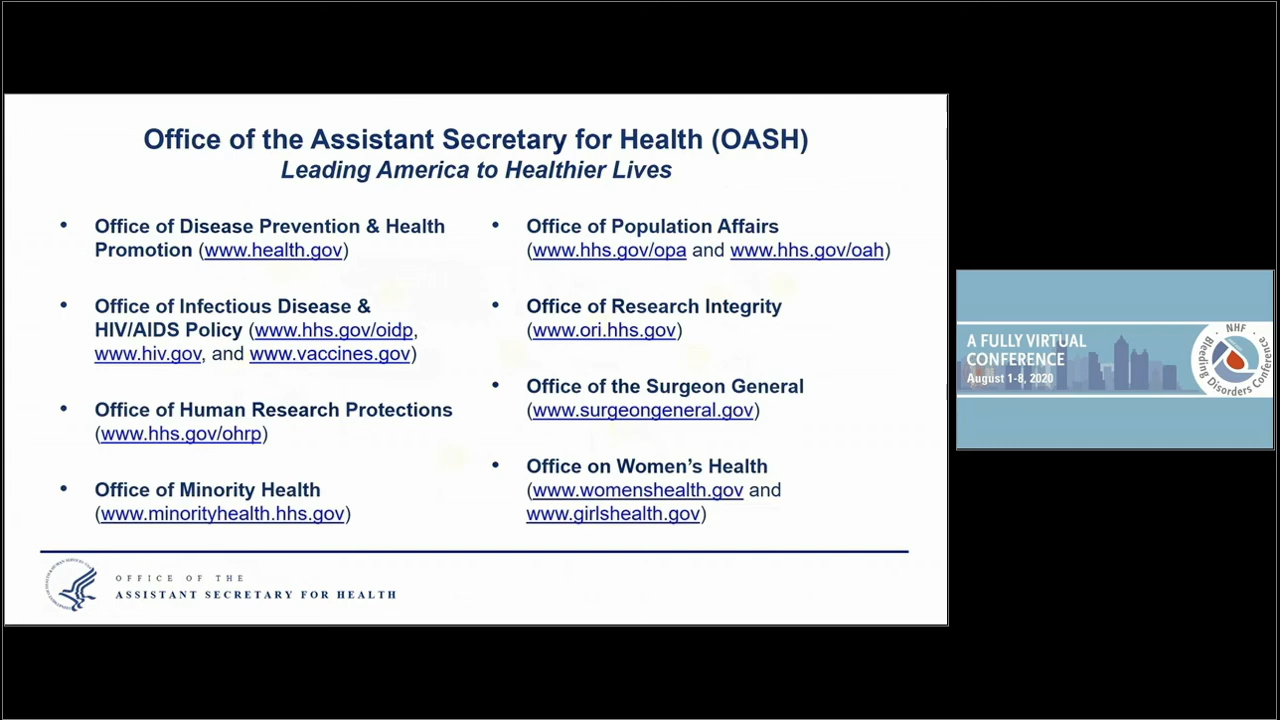 Office of the Assistant Secretary for Health (OASH)
Leading America to Healthier Lives
• Office of Disease Prevention & Health
Promotion (www.health.gov)
• Office of Infectious Disease &
HIV/AIDS Policy (www.hhs.gov/oidp,
www.hiv.gov, and www.vaccines.gov)
• Office of Human Research Protections
(www.hhs.gov/ohrp)
• Office of Minority Health
(www.minorityhealth.hhs.gov)
• Office of Population Affairs
(www.hhs.gov/opa and www.hhs.gov/oah)
• Office of Research Integrity
(www.ori.hhs.gov)
• Office of the Surgeon General
(www.surgeongeneral.gov)
• Office on Women’s Health
(www.womenshealth.gov and
www.girlshealth.gov)
OFFICE OF THE
ASSISTANT SECRETARY FOR HEALTH
A FULLY VIRTUAL
CONFERENCE
August 1-8, 2020
NHF
Bleeding Disorders Conference